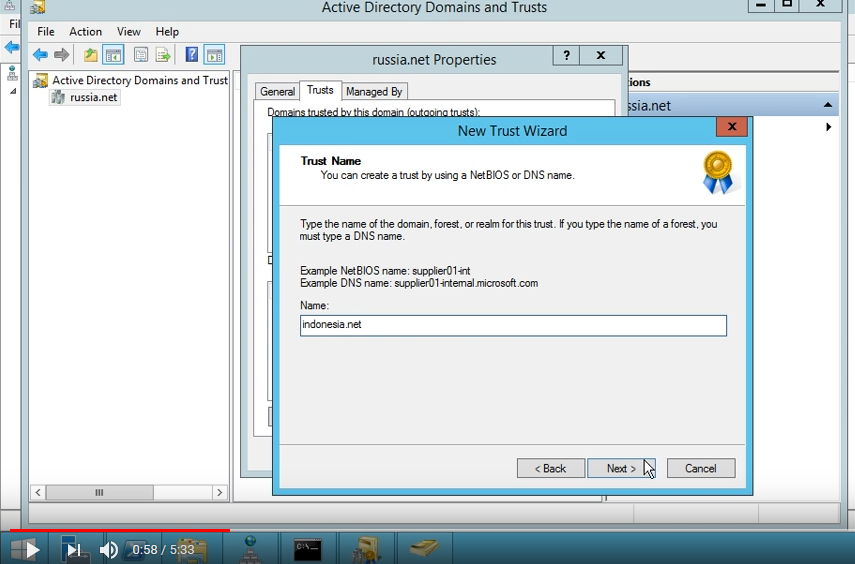 Active Directory Domains and Trusts
File Action View Help
Active Directory Domains and Trust
russia.net
russia.net Properties
?
x
General Trusts Managed By
Domains trusted by this domain (outgoing trusts):
ssia.net
New Trust Wizard
x
Trust Name
You can create a trust by using a NetBIOS or DNS name.
Type the name of the domain, forest, or realm for this trust. If you type the name of a forest, you
must type a DNS name.
Example NetBIOS name: supplier01-int
Example DNS name: supplier01-internal.microsoft.com
Name:
indonesia.net
< Back Next > Cancel
0:58 / 5:33